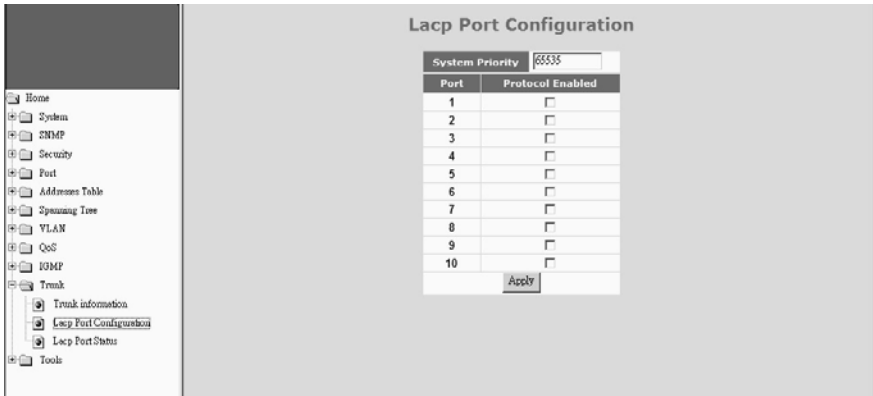 Home
System
SNMP
Security
Port
Addresses Table
Spanning Tree
VLAN
QoS
IGMP
Trunk
Trunk information
Lacp Port Configuration
Lacp Port Status
Tools
Lacp Port Configuration
System Priority 65535
Port Protocol Enabled
1
2
3
4
5
6
7
8
9
10
Apply